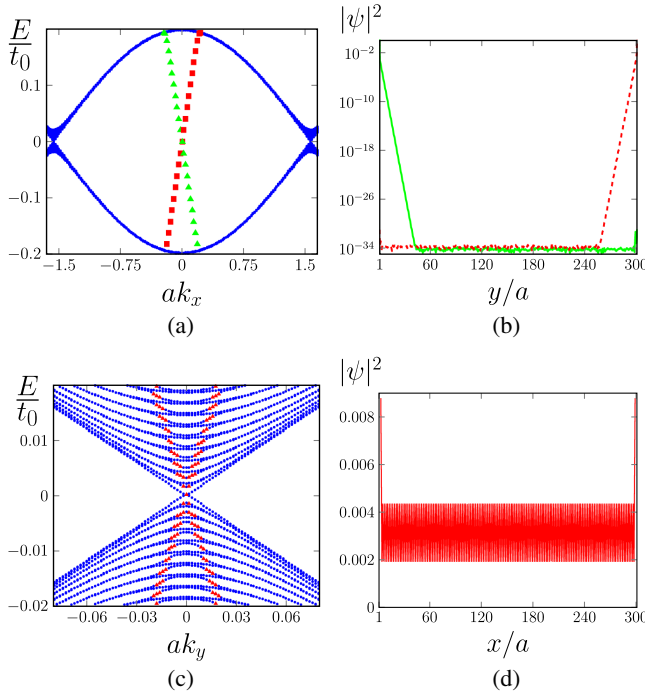 E/t₀
0.1
0
−0.1
−0.2
−1.5 −0.75 0 0.75 1.5
akₓ
(a)
|ψ|²
10⁻²
10⁻¹⁰
10⁻¹⁸
10⁻²⁶
10⁻³⁴
1 60 120 180 240 300
y/a
(b)
E/t₀
0.01
0
−0.01
−0.02
−0.06 −0.03 0 0.03 0.06
ak_y
(c)
|ψ|²
0.008
0.006
0.004
0.002
0
1 60 120 180 240 300
x/a
(d)